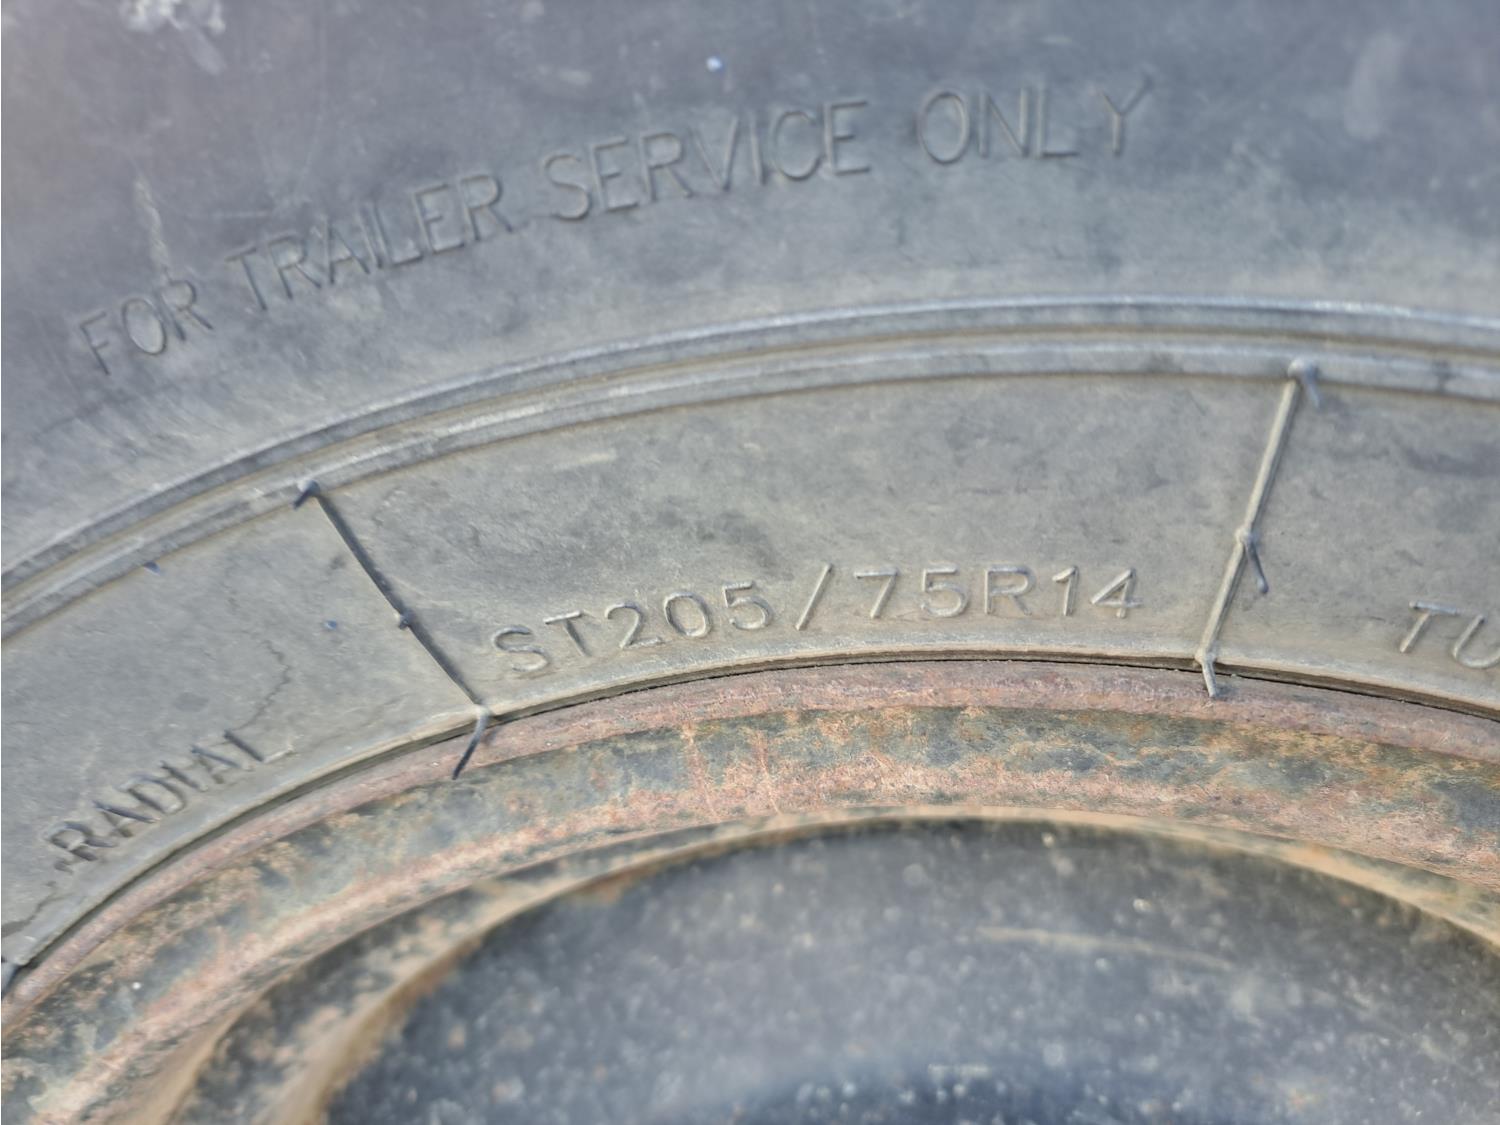 FOR TRAILER SERVICE ONLY
RADIAL
ST205/75R14